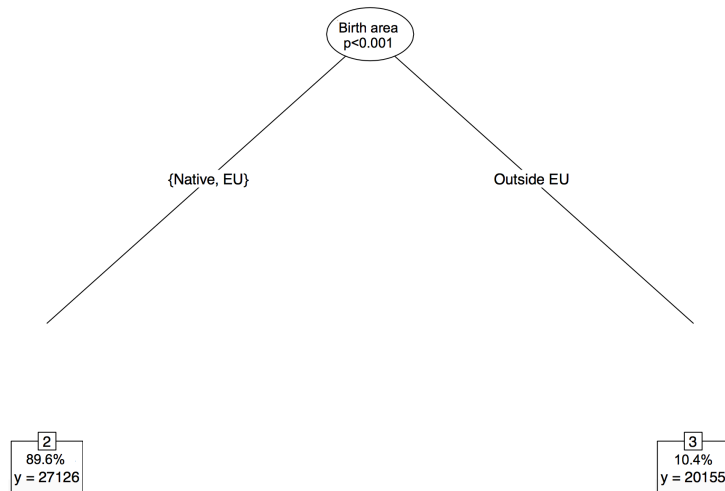 Birth area
p<0.001
{Native, EU}
Outside EU
2
89.6%
y = 27126
3
10.4%
y = 20155